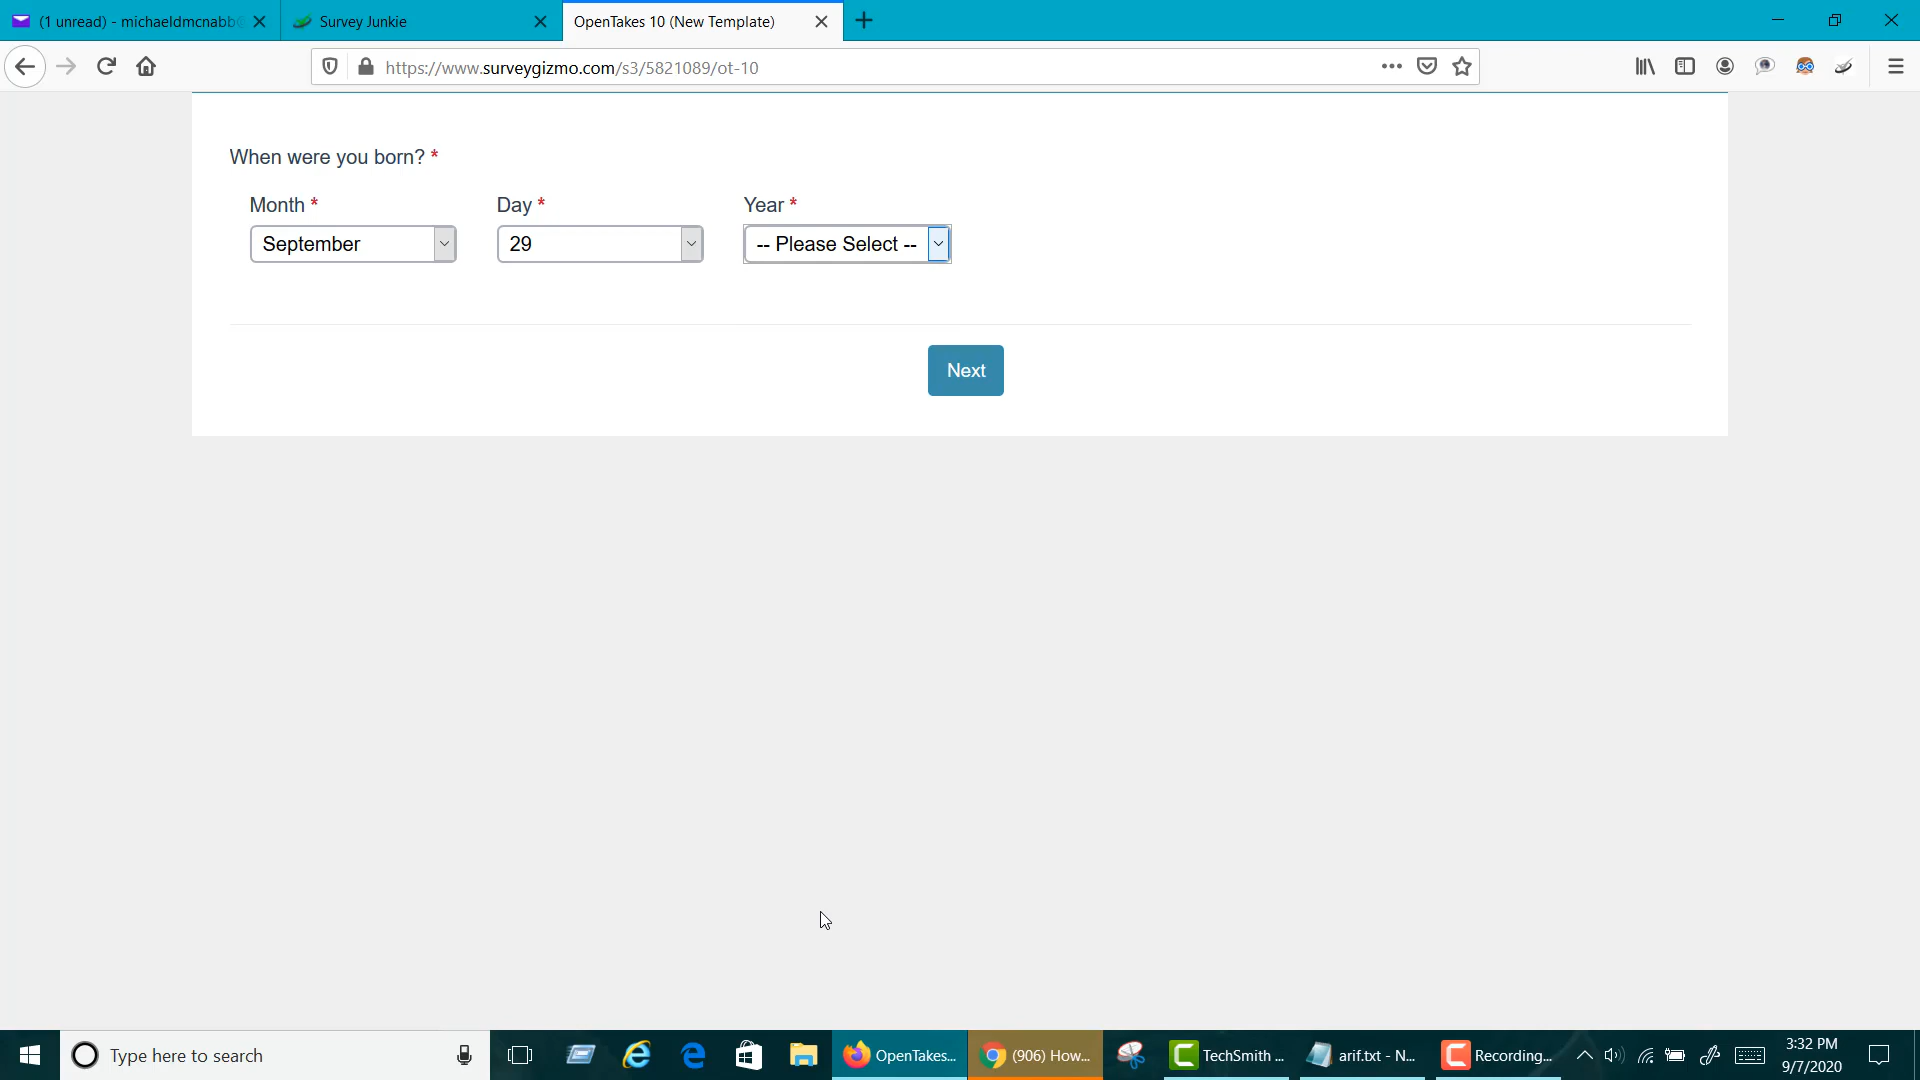 (1 unread) - michaeldmcnabb@
Survey Junkie
OpenTakes 10 (New Template)
https://www.surveygizmo.com/s3/5821089/ot-10
When were you born? *
Month * Day * Year *
September 29 -- Please Select --
Next
Type here to search
OpenTakes...
(906) How...
TechSmith ...
arif.txt - N...
Recording...
3:32 PM
9/7/2020